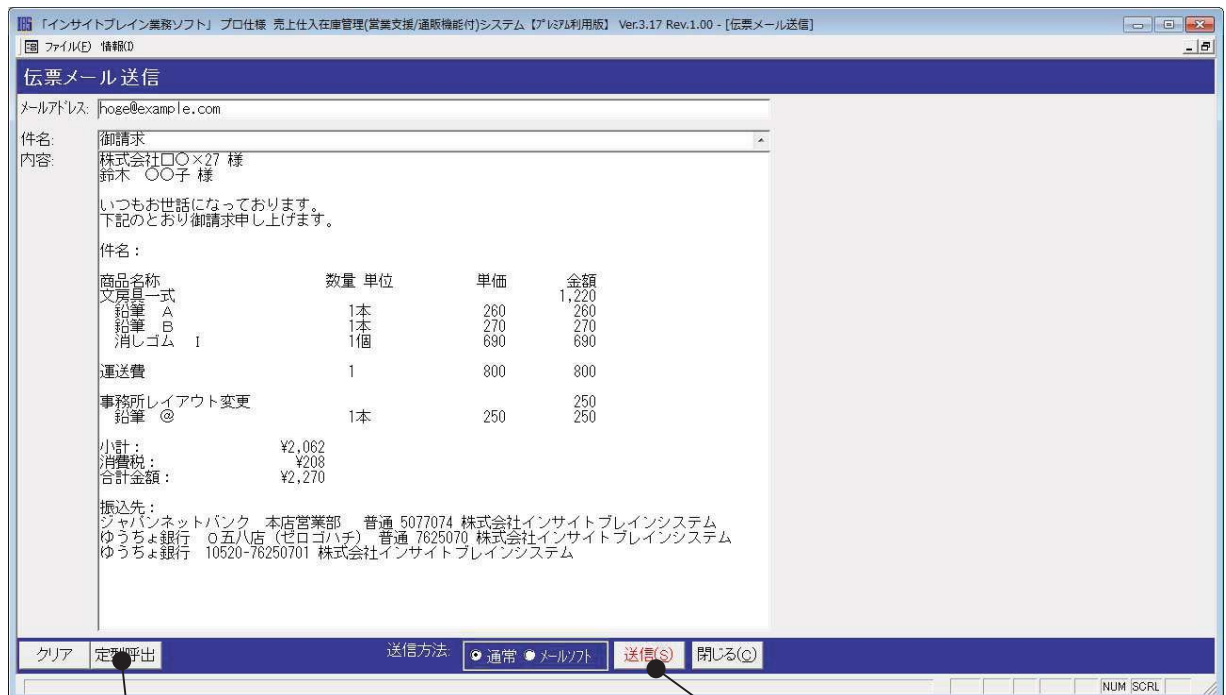 「インサイトブレイン業務ソフト」 プロ仕様 売上仕入在庫管理(営業支援/通販機能付)システム【ﾌﾟﾚﾐｱﾑ利用版】 Ver.3.17 Rev.1.00 - [伝票メール送信]
ファイル(F) 情報(I)
伝票メール送信
メールアドレス: hoge@example.com
件名: 御請求
内容: 株式会社□○×27 様
鈴木 ○○子 様
いつもお世話になっております。
下記のとおり御請求申し上げます。
件名：
商品名称 数量 単位 単価 金額
文房具一式 1,220
鉛筆 A 1本 260 260
鉛筆 B 1本 270 270
消しゴム I 1個 690 690
運送費 1 800 800
事務所レイアウト変更 250
鉛筆 @ 1本 250 250
小計： ¥2,062
消費税： ¥208
合計金額： ¥2,270
振込先：
ジャパンネットバンク 本店営業部 普通 5077074 株式会社インサイトブレインシステム
ゆうちょ銀行 〇五八店（ゼロゴハチ） 普通 7625070 株式会社インサイトブレインシステム
ゆうちょ銀行 10520-76250701 株式会社インサイトブレインシステム
クリア 定型呼出 送信方法: 通常 メールソフト 送信(S) 閉じる(C)
NUM SCRL